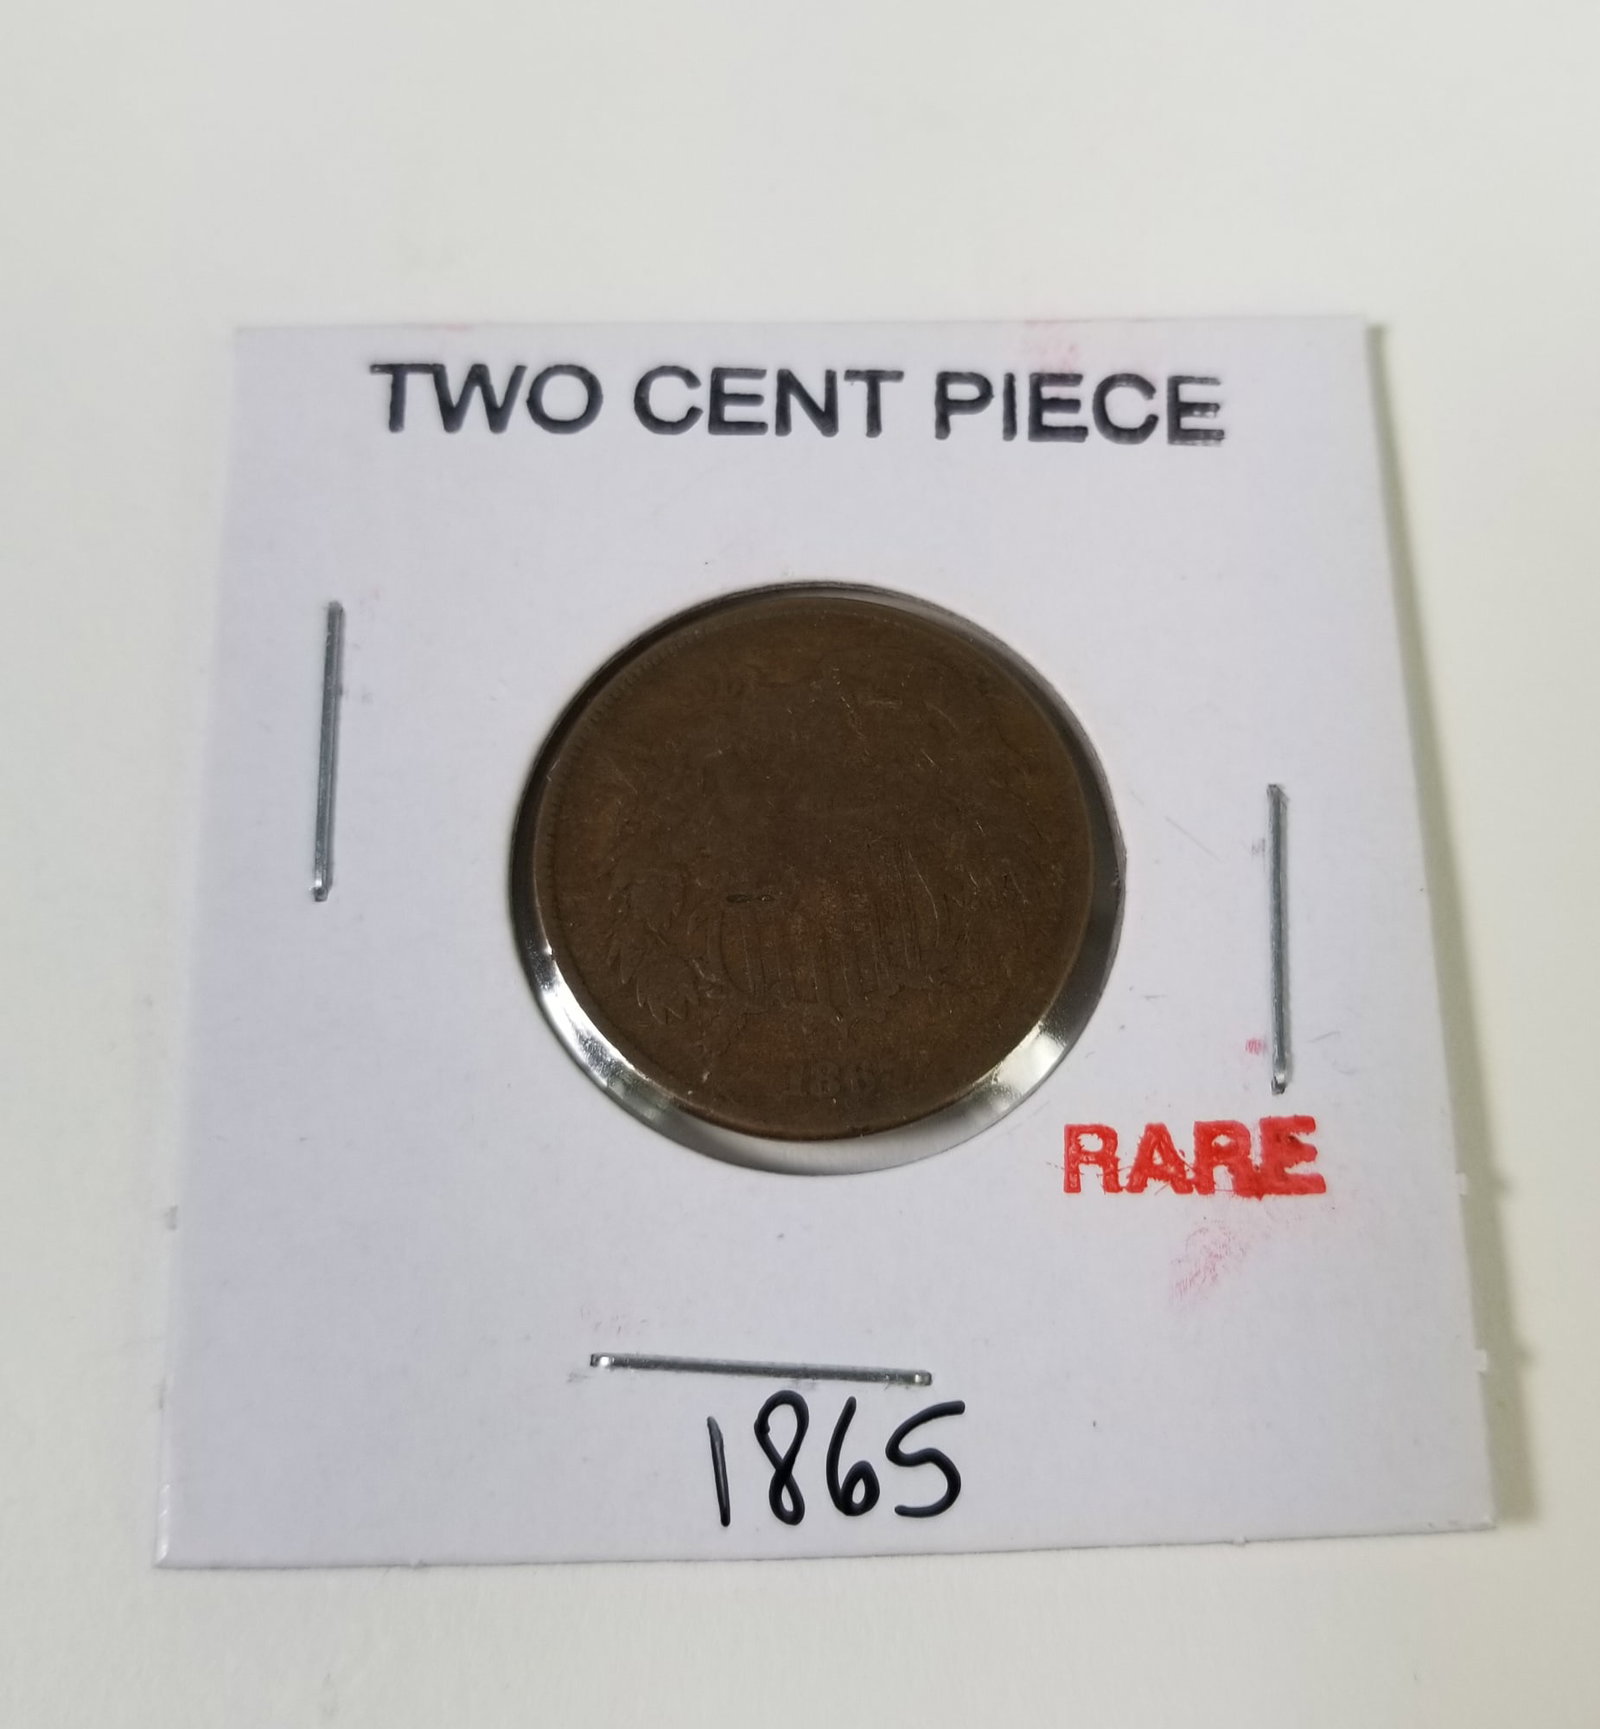 TWO CENT PIECE
RARE
1865